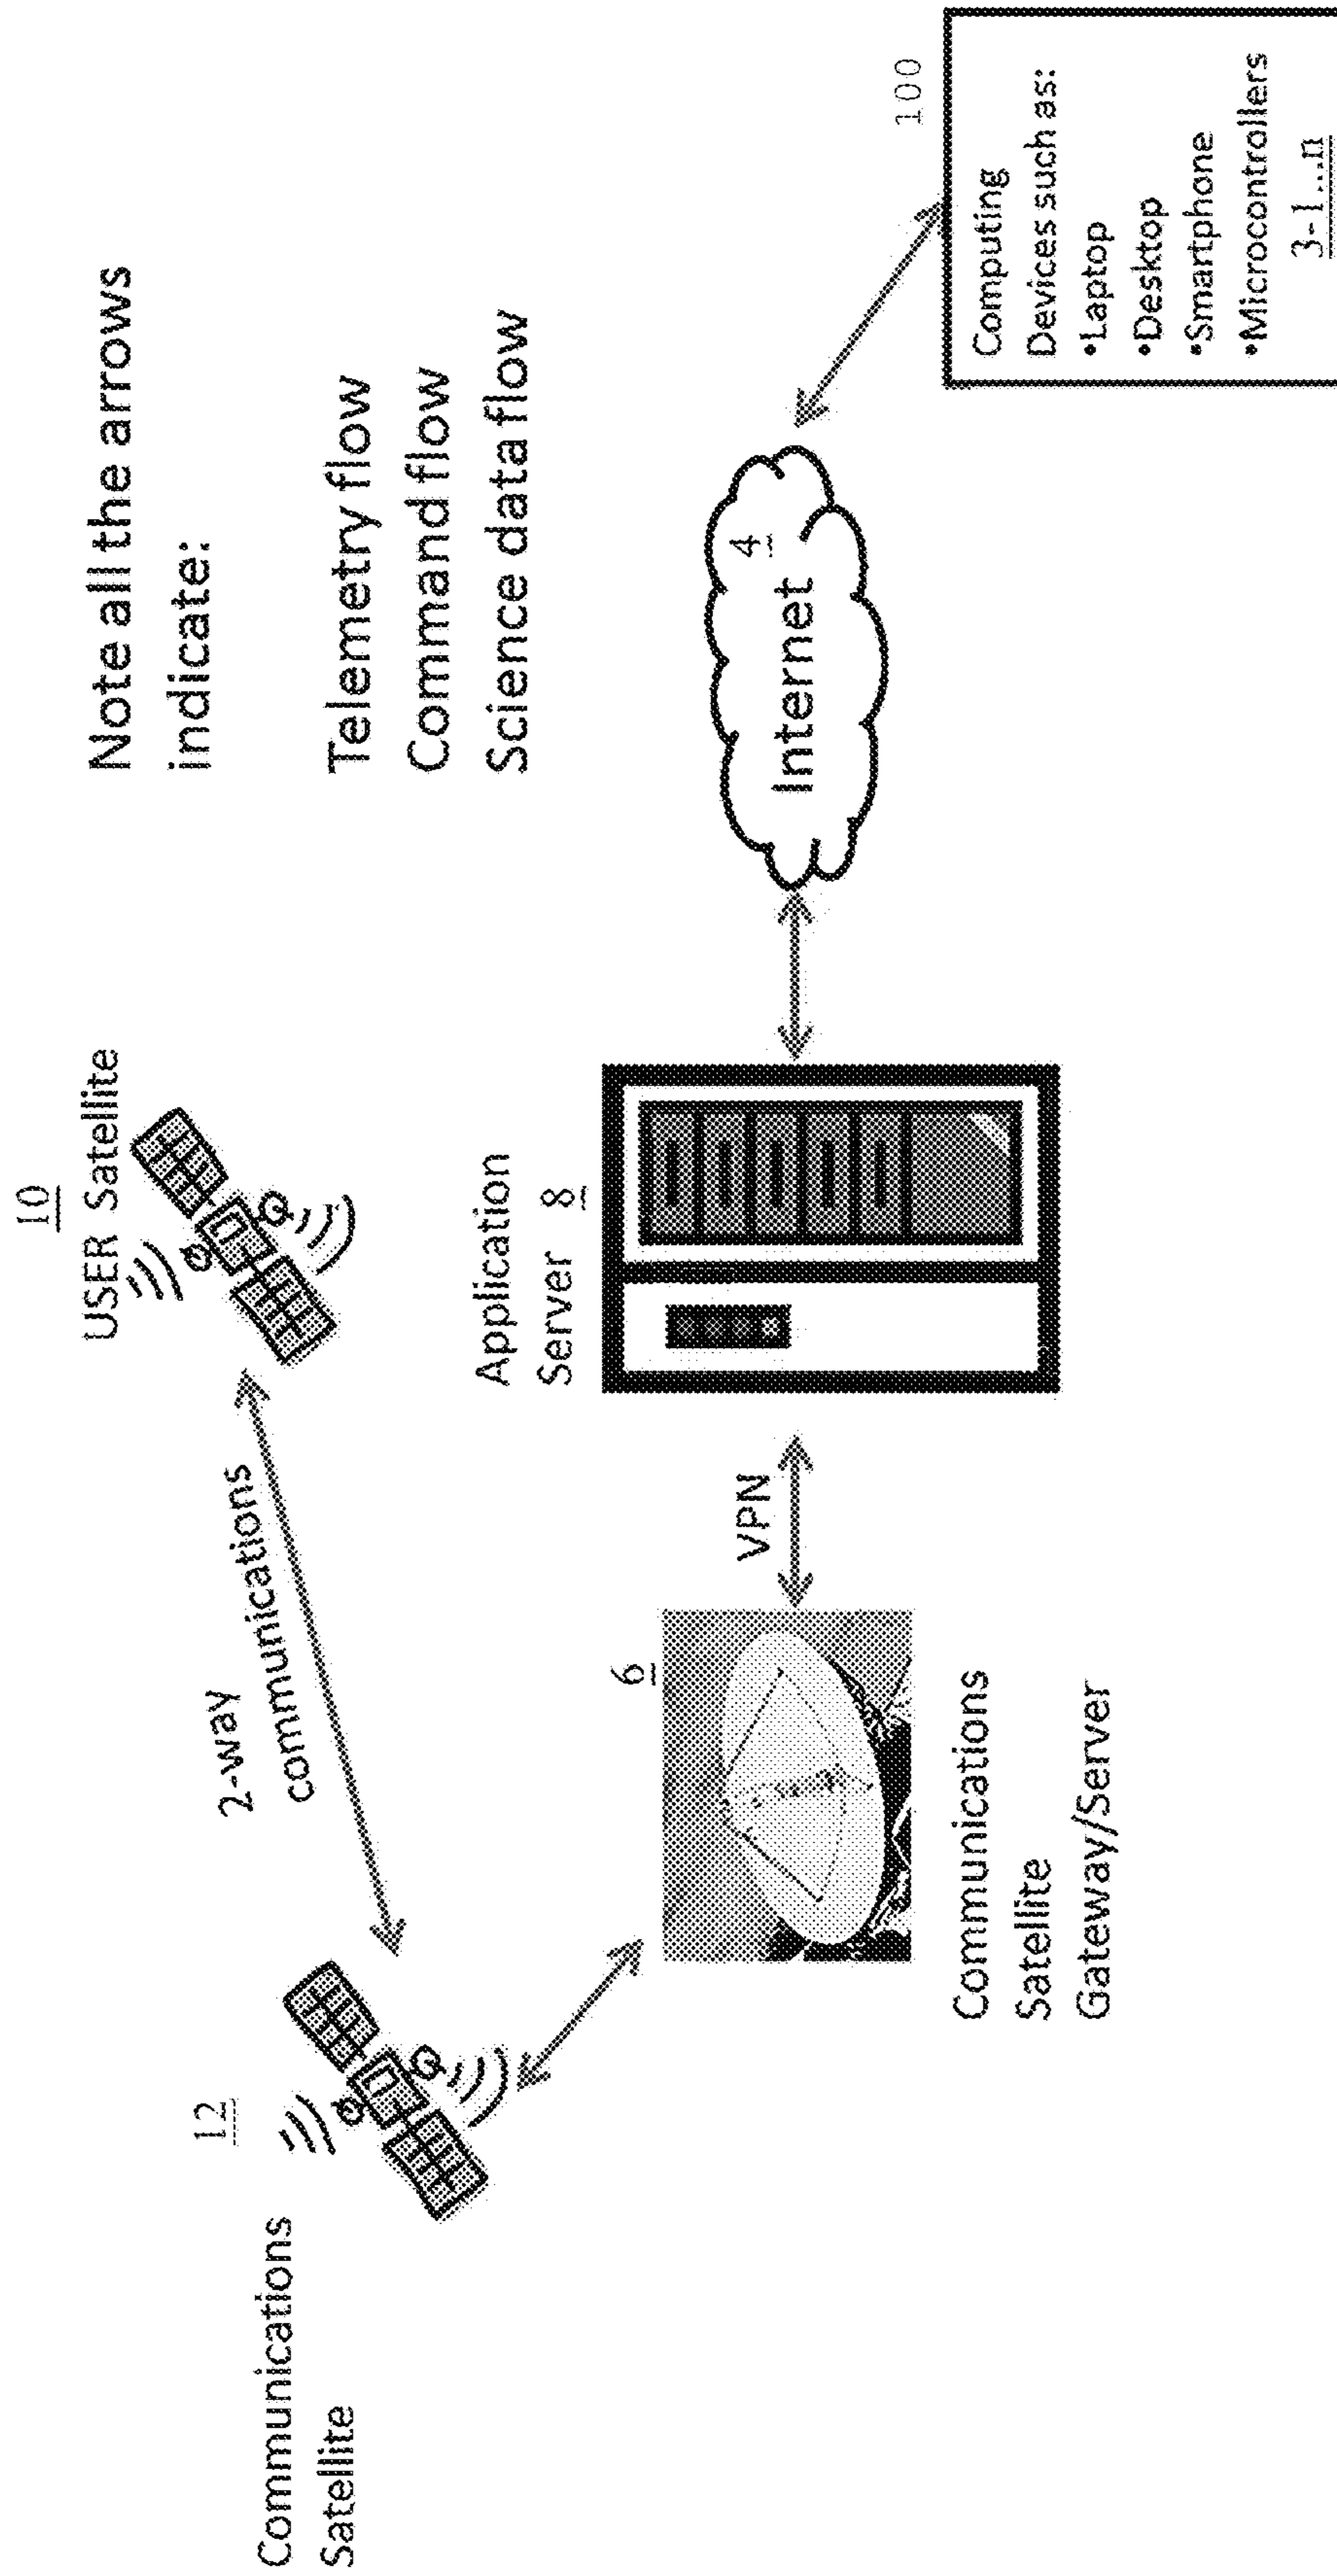 10
USER Satellite
Note all the arrows
indicate:
Telemetry flow
Command flow
Science data flow
2-way
communications
12
Communications
Satellite
Application
Server 8
6
VPN
Internet
4
Communications
Satellite
Gateway/Server
100
Computing
Devices such as:
•Laptop
•Desktop
•Smartphone
•Microcontrollers
3-1...n